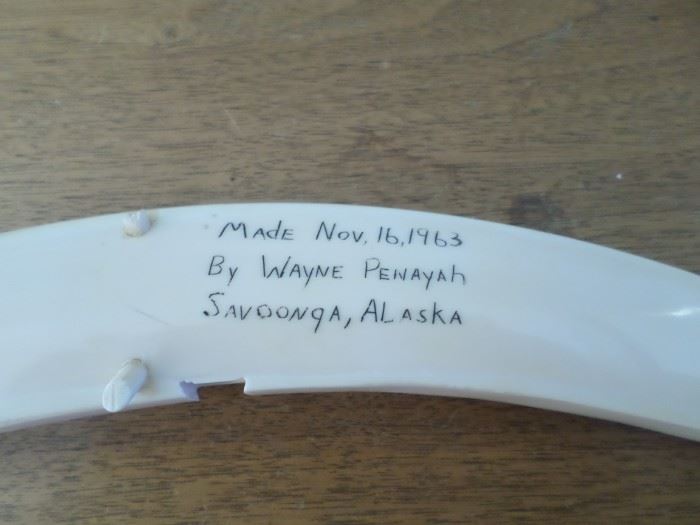 Made Nov, 16, 1963
By Wayne Penayah
Savoonga, Alaska